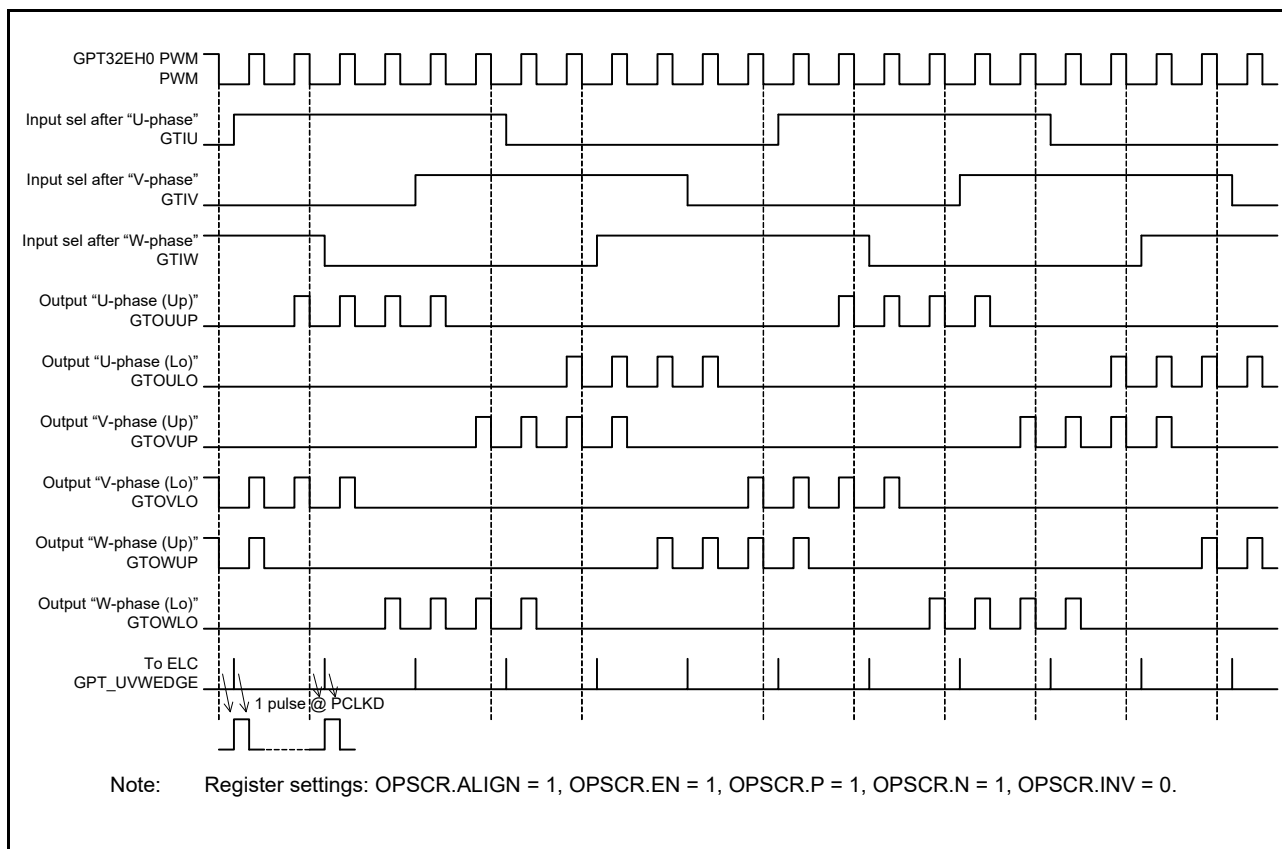 GPT32EH0 PWM
PWM
Input sel after “U-phase”
GTIU
Input sel after “V-phase”
GTIV
Input sel after “W-phase”
GTIW
Output “U-phase (Up)”
GTOUUP
Output “U-phase (Lo)”
GTOULO
Output “V-phase (Up)”
GTOVUP
Output “V-phase (Lo)”
GTOVLO
Output “W-phase (Up)”
GTOWUP
Output “W-phase (Lo)”
GTOWLO
To ELC
GPT_UVWEDGE
1 pulse @ PCLKD
Note: Register settings: OPSCR.ALIGN = 1, OPSCR.EN = 1, OPSCR.P = 1, OPSCR.N = 1, OPSCR.INV = 0.